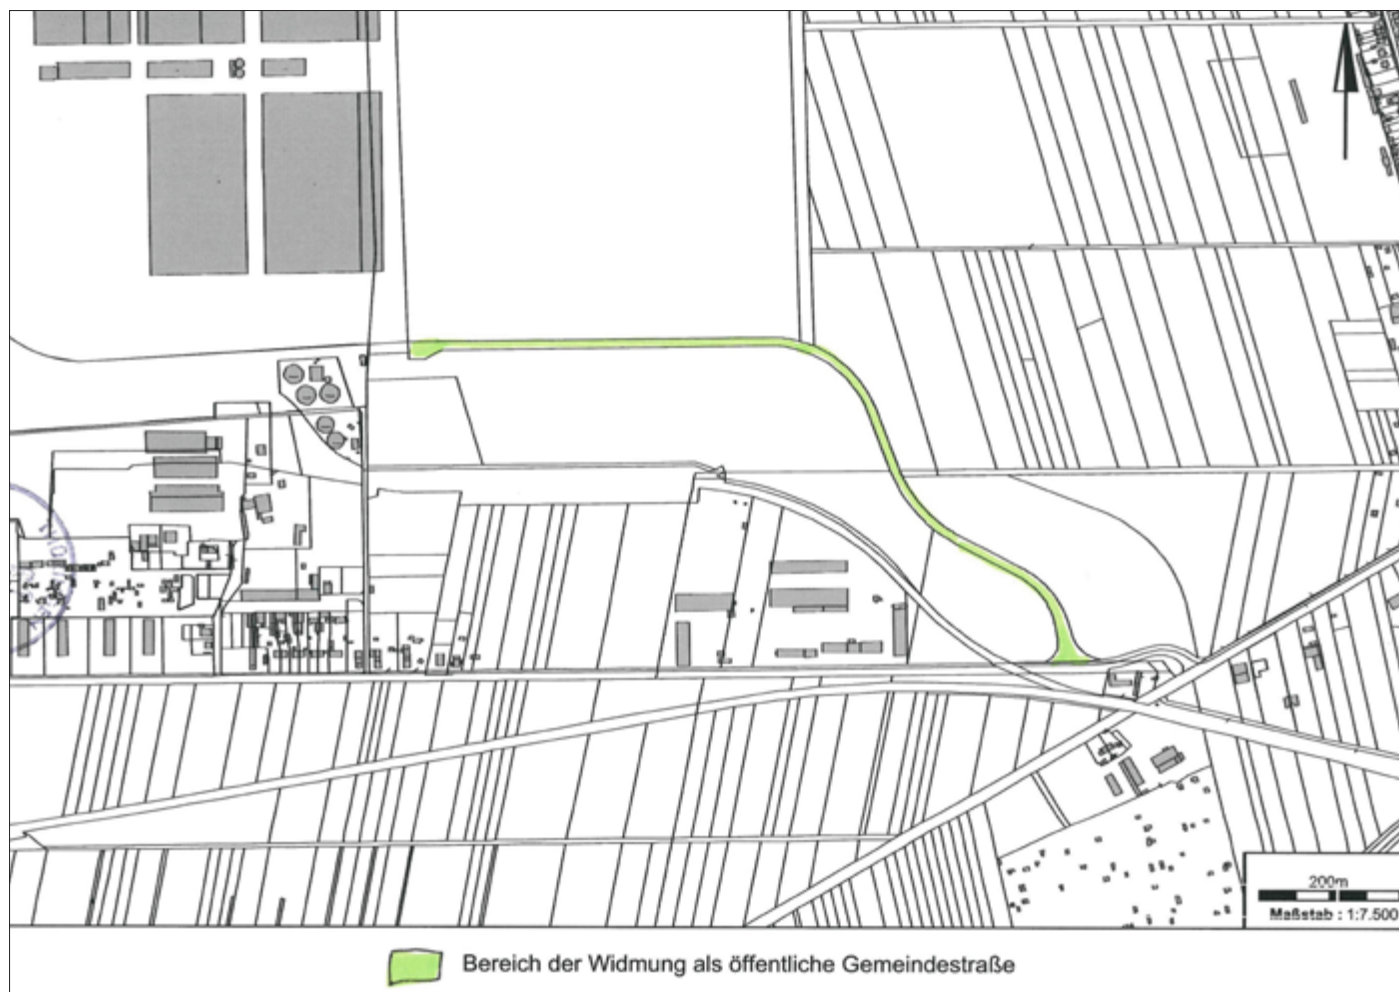 200m
Maßstab : 1:7.500
Bereich der Widmung als öffentliche Gemeindestraße